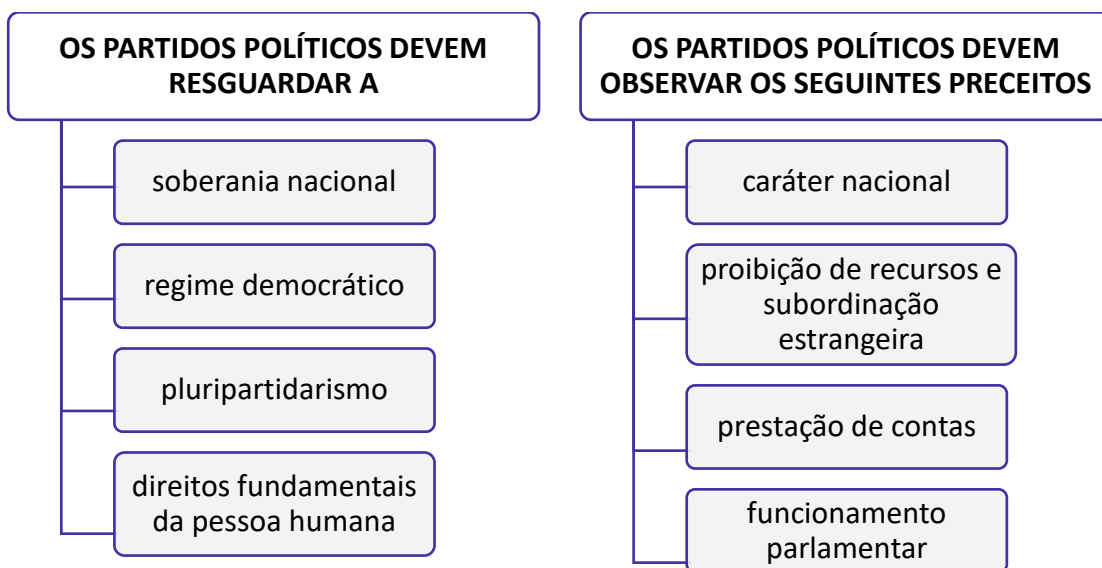 OS PARTIDOS POLÍTICOS DEVEM
RESGUARDAR A
soberania nacional
regime democrático
pluripartidarismo
direitos fundamentais
da pessoa humana
OS PARTIDOS POLÍTICOS DEVEM
OBSERVAR OS SEGUINTES PRECEITOS
caráter nacional
proibição de recursos e
subordinação
estrangeira
prestação de contas
funcionamento
parlamentar